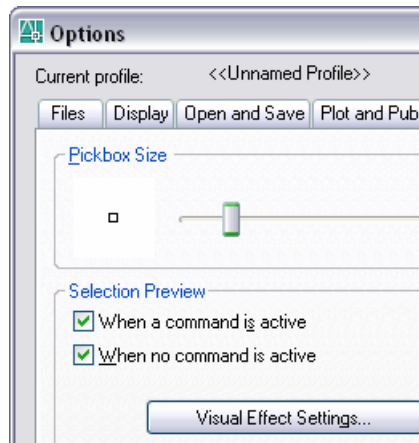 Options
Current profile: <<Unnamed Profile>>
Files Display Open and Save Plot and Pub
Pickbox Size
Selection Preview
When a command is active
When no command is active
Visual Effect Settings...